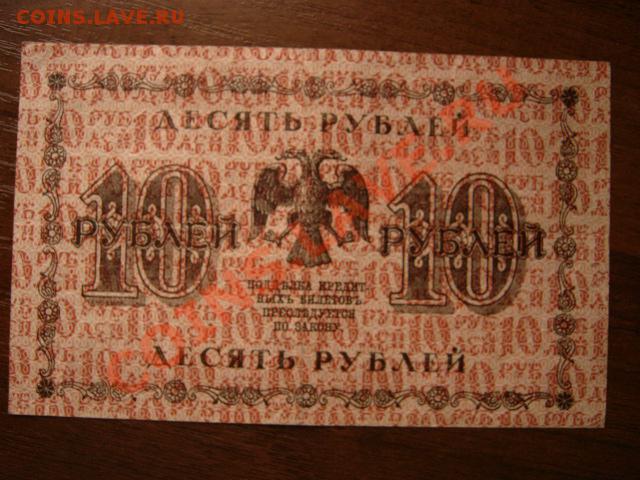 COINS.LAVE.RU
ДЕСЯТЬ РУБЛЕЙ
10 10
РУБЛЕЙ РУБЛЕЙ
ПОДДѢЛКА КРЕДИТ-
НЫХЪ БИЛЕТОВЪ
ПРЕСЛѢДУЕТСЯ
ПО ЗАКОНУ.
ДЕСЯТЬ РУБЛЕЙ